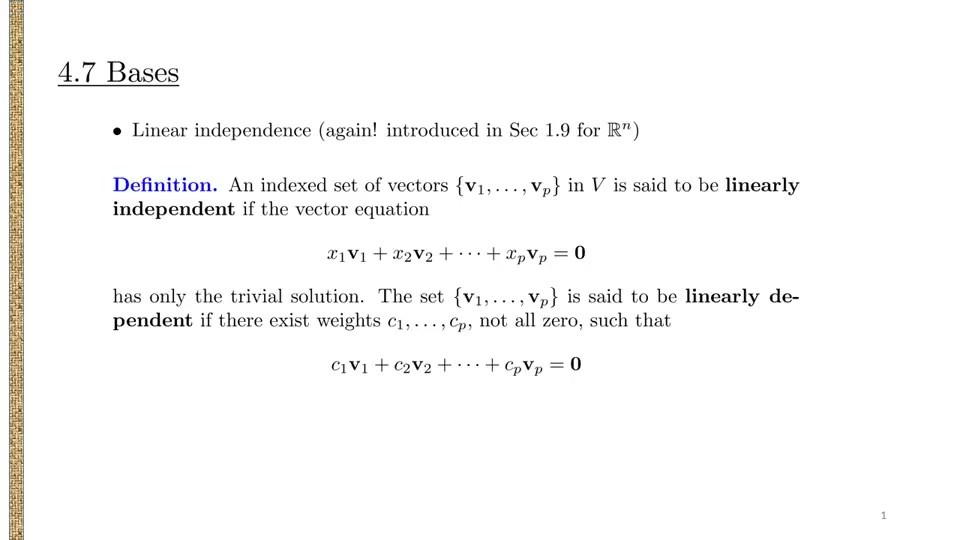 4.7 Bases
• Linear independence (again! introduced in Sec 1.9 for ℝⁿ)
Definition. An indexed set of vectors {v₁, . . . , vₚ} in V is said to be linearly
independent if the vector equation
x₁v₁ + x₂v₂ + · · · + xₚvₚ = 0
has only the trivial solution. The set {v₁, . . . , vₚ} is said to be linearly de-
pendent if there exist weights c₁, . . . , cₚ, not all zero, such that
c₁v₁ + c₂v₂ + · · · + cₚvₚ = 0
1